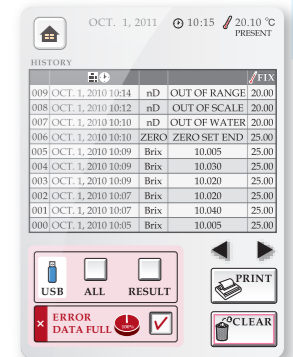 OCT. 1, 2011 10:15 20.10 °C
PRESENT
HISTORY
FIX
009 OCT. 1, 2010 10:14 nD OUT OF RANGE 20.00
008 OCT. 1, 2010 10:12 nD OUT OF SCALE 20.00
007 OCT. 1, 2010 10:10 nD OUT OF WATER 20.00
006 OCT. 1, 2010 10:10 ZERO ZERO SET END 25.00
005 OCT. 1, 2010 10:09 Brix 10.005 25.00
004 OCT. 1, 2010 10:09 Brix 10.030 25.00
003 OCT. 1, 2010 10:09 Brix 10.020 25.00
002 OCT. 1, 2010 10:07 Brix 10.020 25.00
001 OCT. 1, 2010 10:07 Brix 10.040 25.00
000 OCT. 1, 2010 10:05 Brix 10.005 25.00
USB ALL RESULT
PRINT
ERROR
DATA FULL 100%
CLEAR